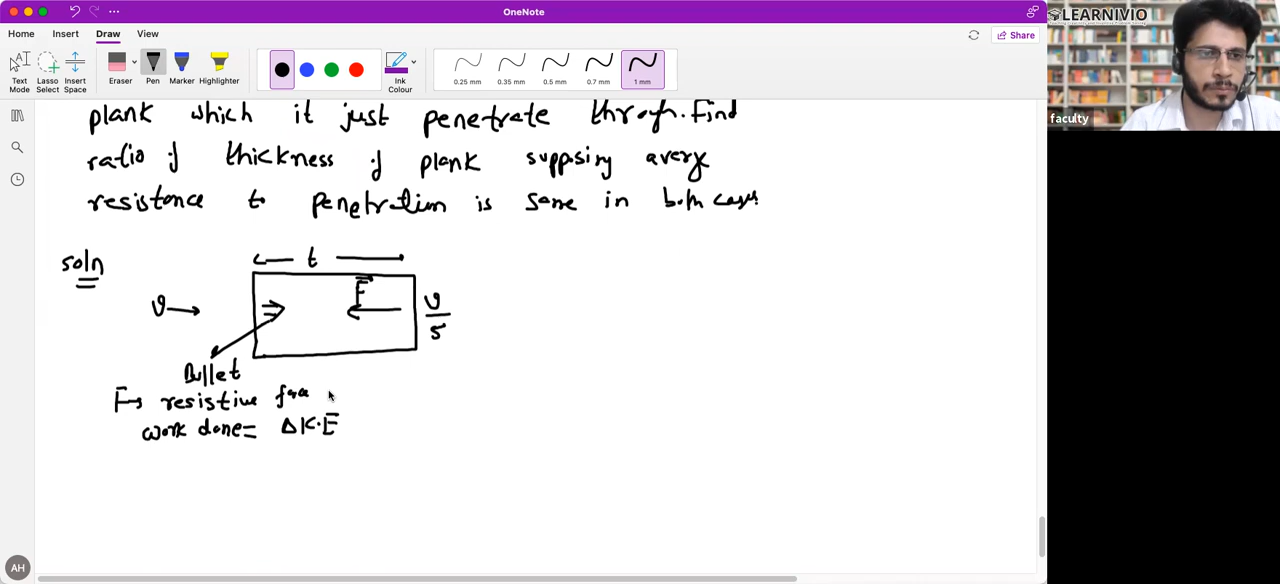 OneNote
LEARNIVIO
Home Insert Draw View
Share
Text Mode
Lasso Select
Insert Space
Eraser
Pen
Marker
Highlighter
Ink Colour
0.25 mm
0.35 mm
0.5 mm
0.7 mm
1 mm
faculty
plank which it just penetrate through. Find
ratio of thickness of plank supposing averge
resistance to penetration is same in both cases
soln
t
F
v
v/5
Bullet
F→ resistive force
work done = ΔK.E
AH